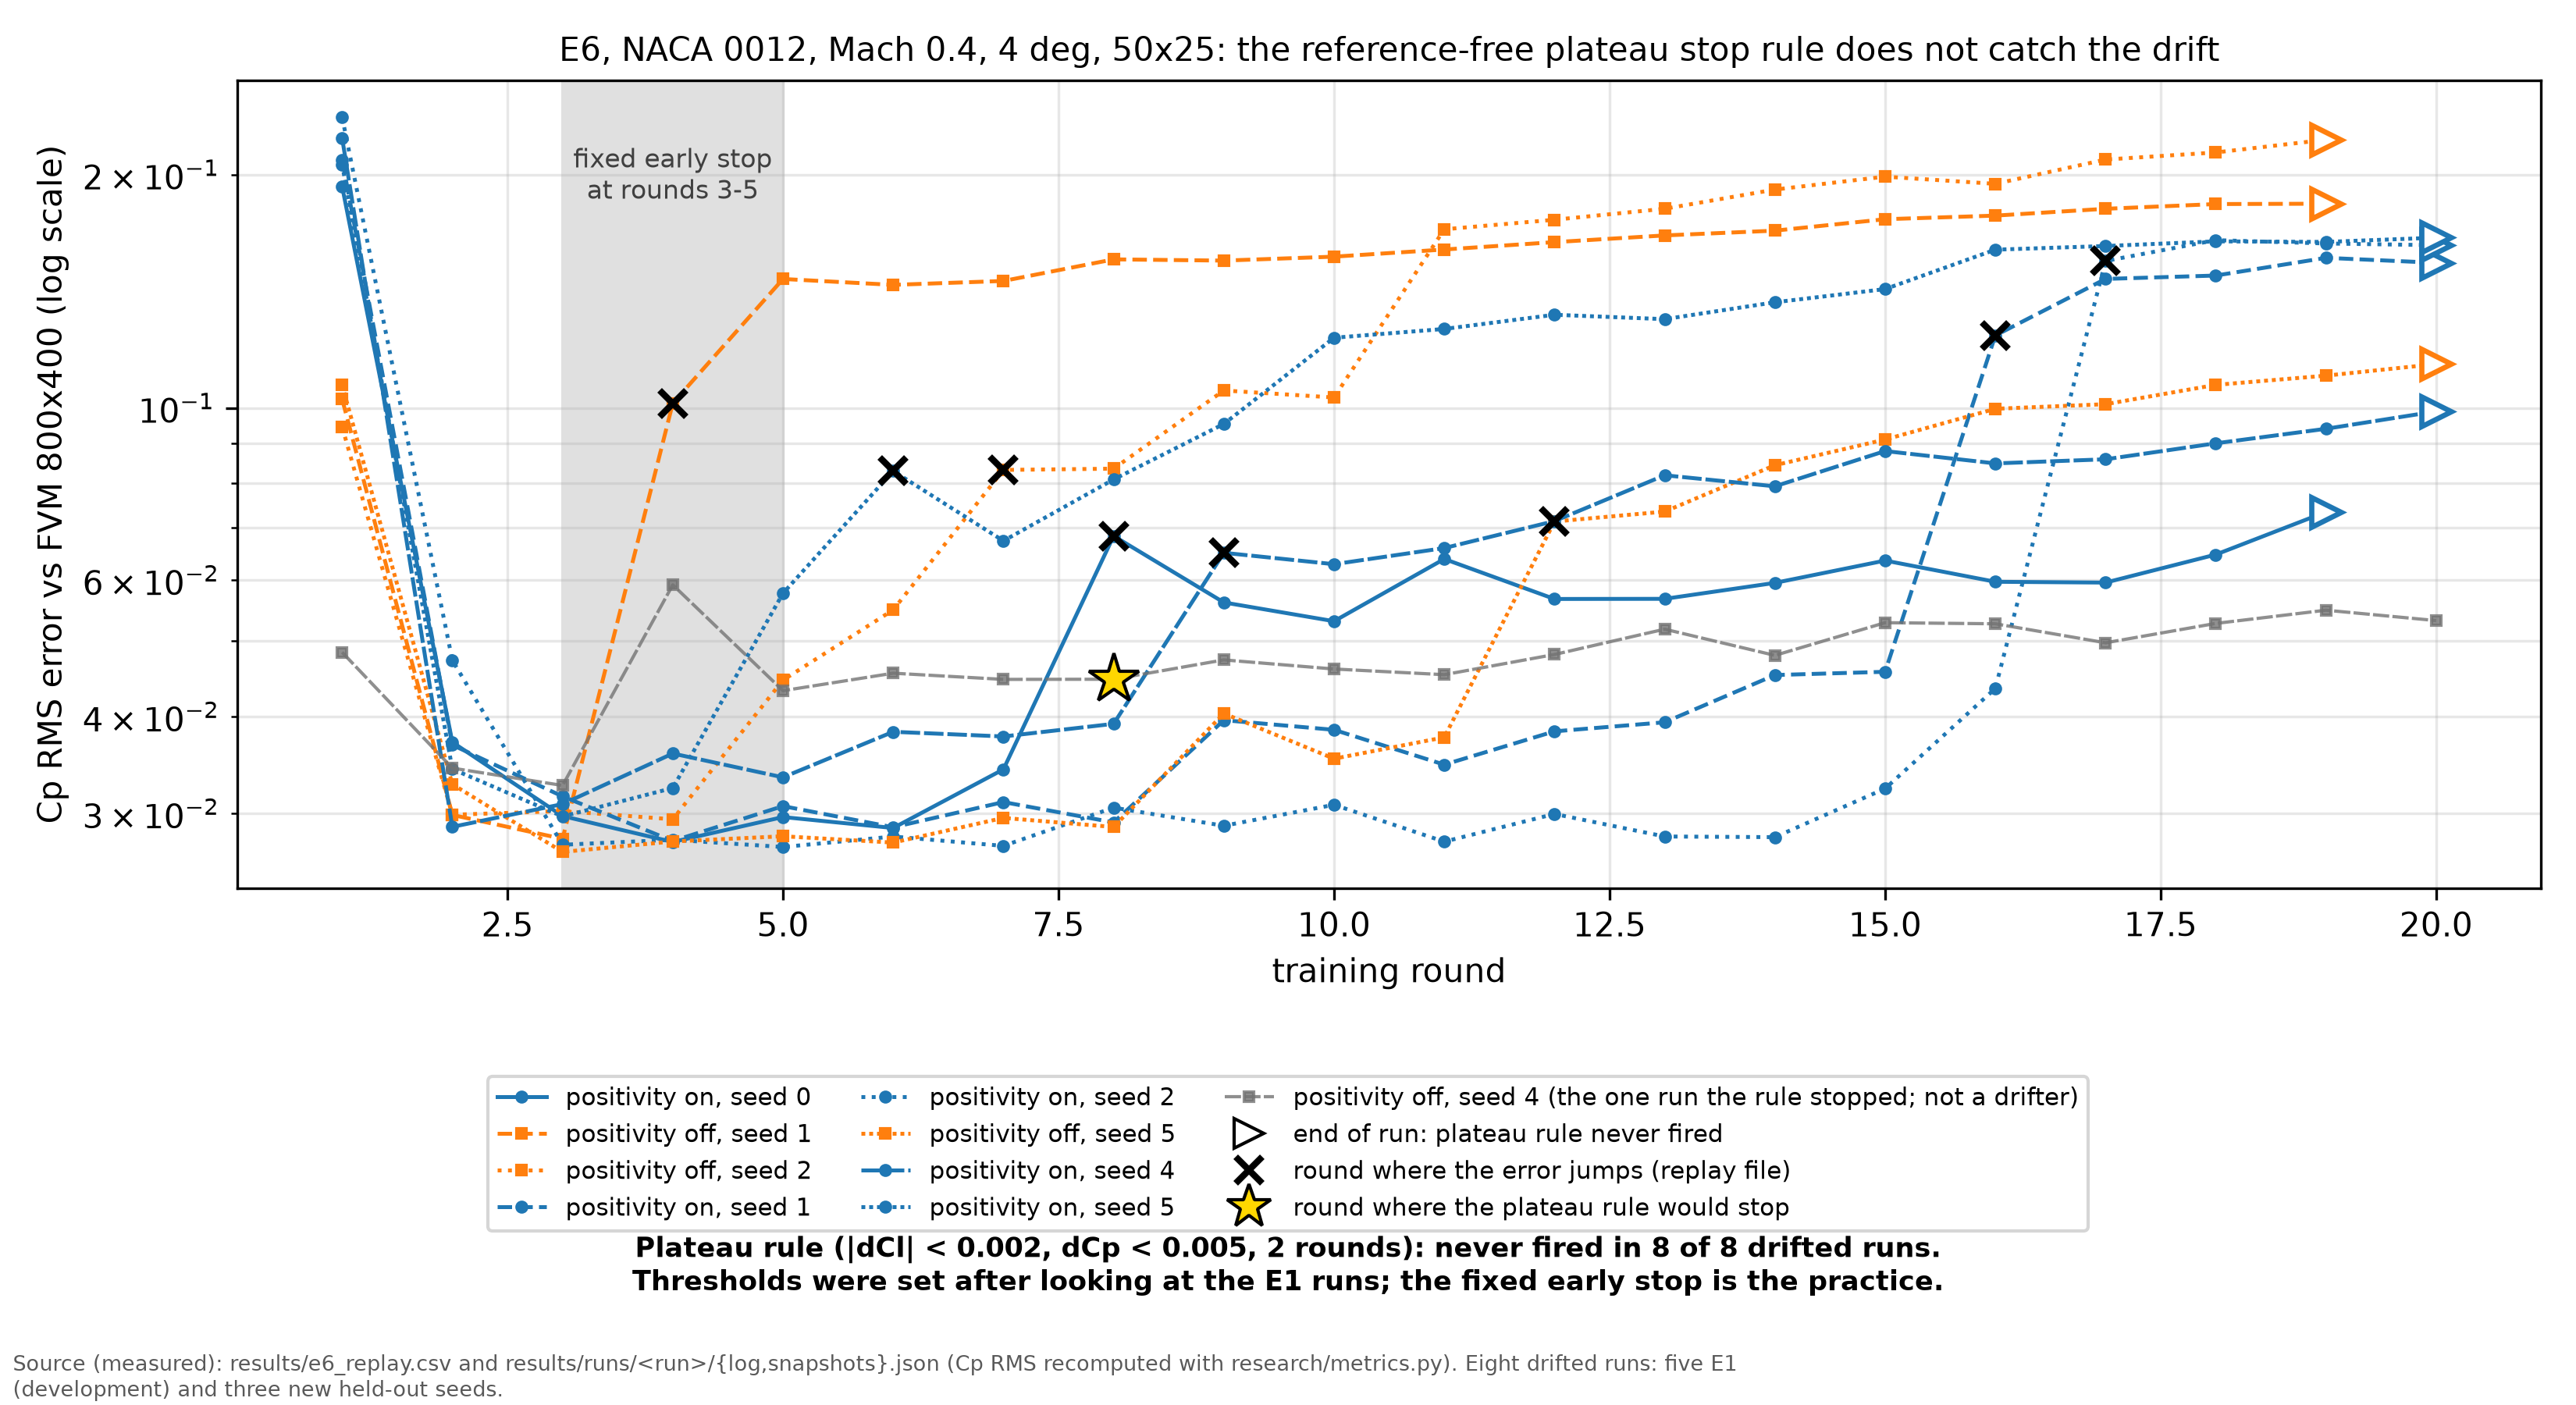 E6, NACA 0012, Mach 0.4, 4 deg, 50x25: the reference-free plateau stop rule does not catch the drift
Cp RMS error vs FVM 800x400 (log scale)
2 × 10⁻¹
10⁻¹
6 × 10⁻²
4 × 10⁻²
3 × 10⁻²
fixed early stop
at rounds 3-5
2.5
5.0
7.5
10.0
12.5
15.0
17.5
20.0
training round
positivity on, seed 0
positivity off, seed 1
positivity off, seed 2
positivity on, seed 1
positivity on, seed 2
positivity off, seed 5
positivity on, seed 4
positivity on, seed 5
positivity off, seed 4 (the one run the rule stopped; not a drifter)
end of run: plateau rule never fired
round where the error jumps (replay file)
round where the plateau rule would stop
Plateau rule (|dCl| < 0.002, dCp < 0.005, 2 rounds): never fired in 8 of 8 drifted runs.
Thresholds were set after looking at the E1 runs; the fixed early stop is the practice.
Source (measured): results/e6_replay.csv and results/runs/<run>/{log,snapshots}.json (Cp RMS recomputed with research/metrics.py). Eight drifted runs: five E1
(development) and three new held-out seeds.